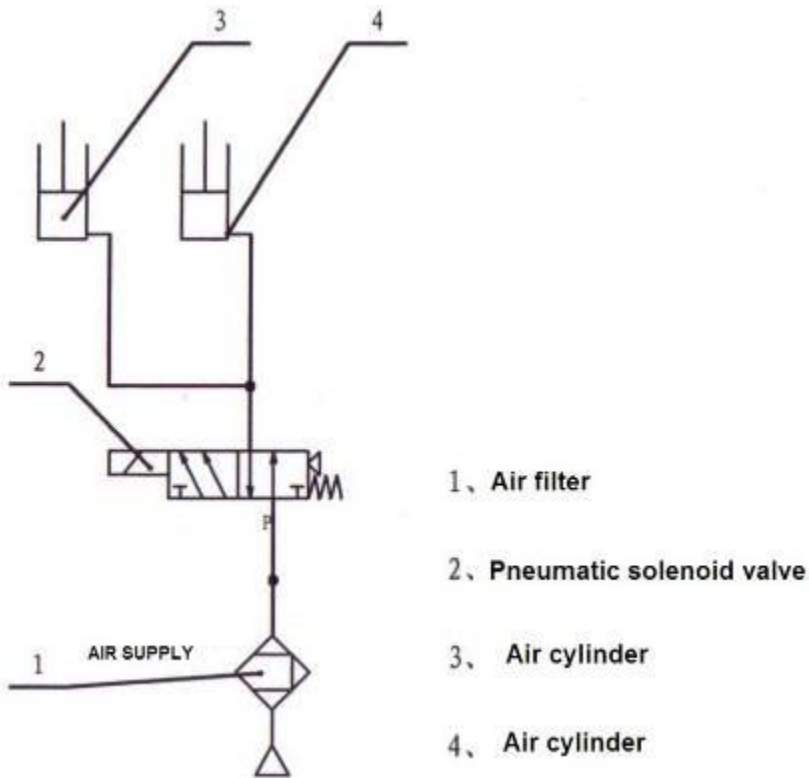 3
4
2
P
1
AIR SUPPLY
1、Air filter
2、Pneumatic solenoid valve
3、Air cylinder
4、Air cylinder